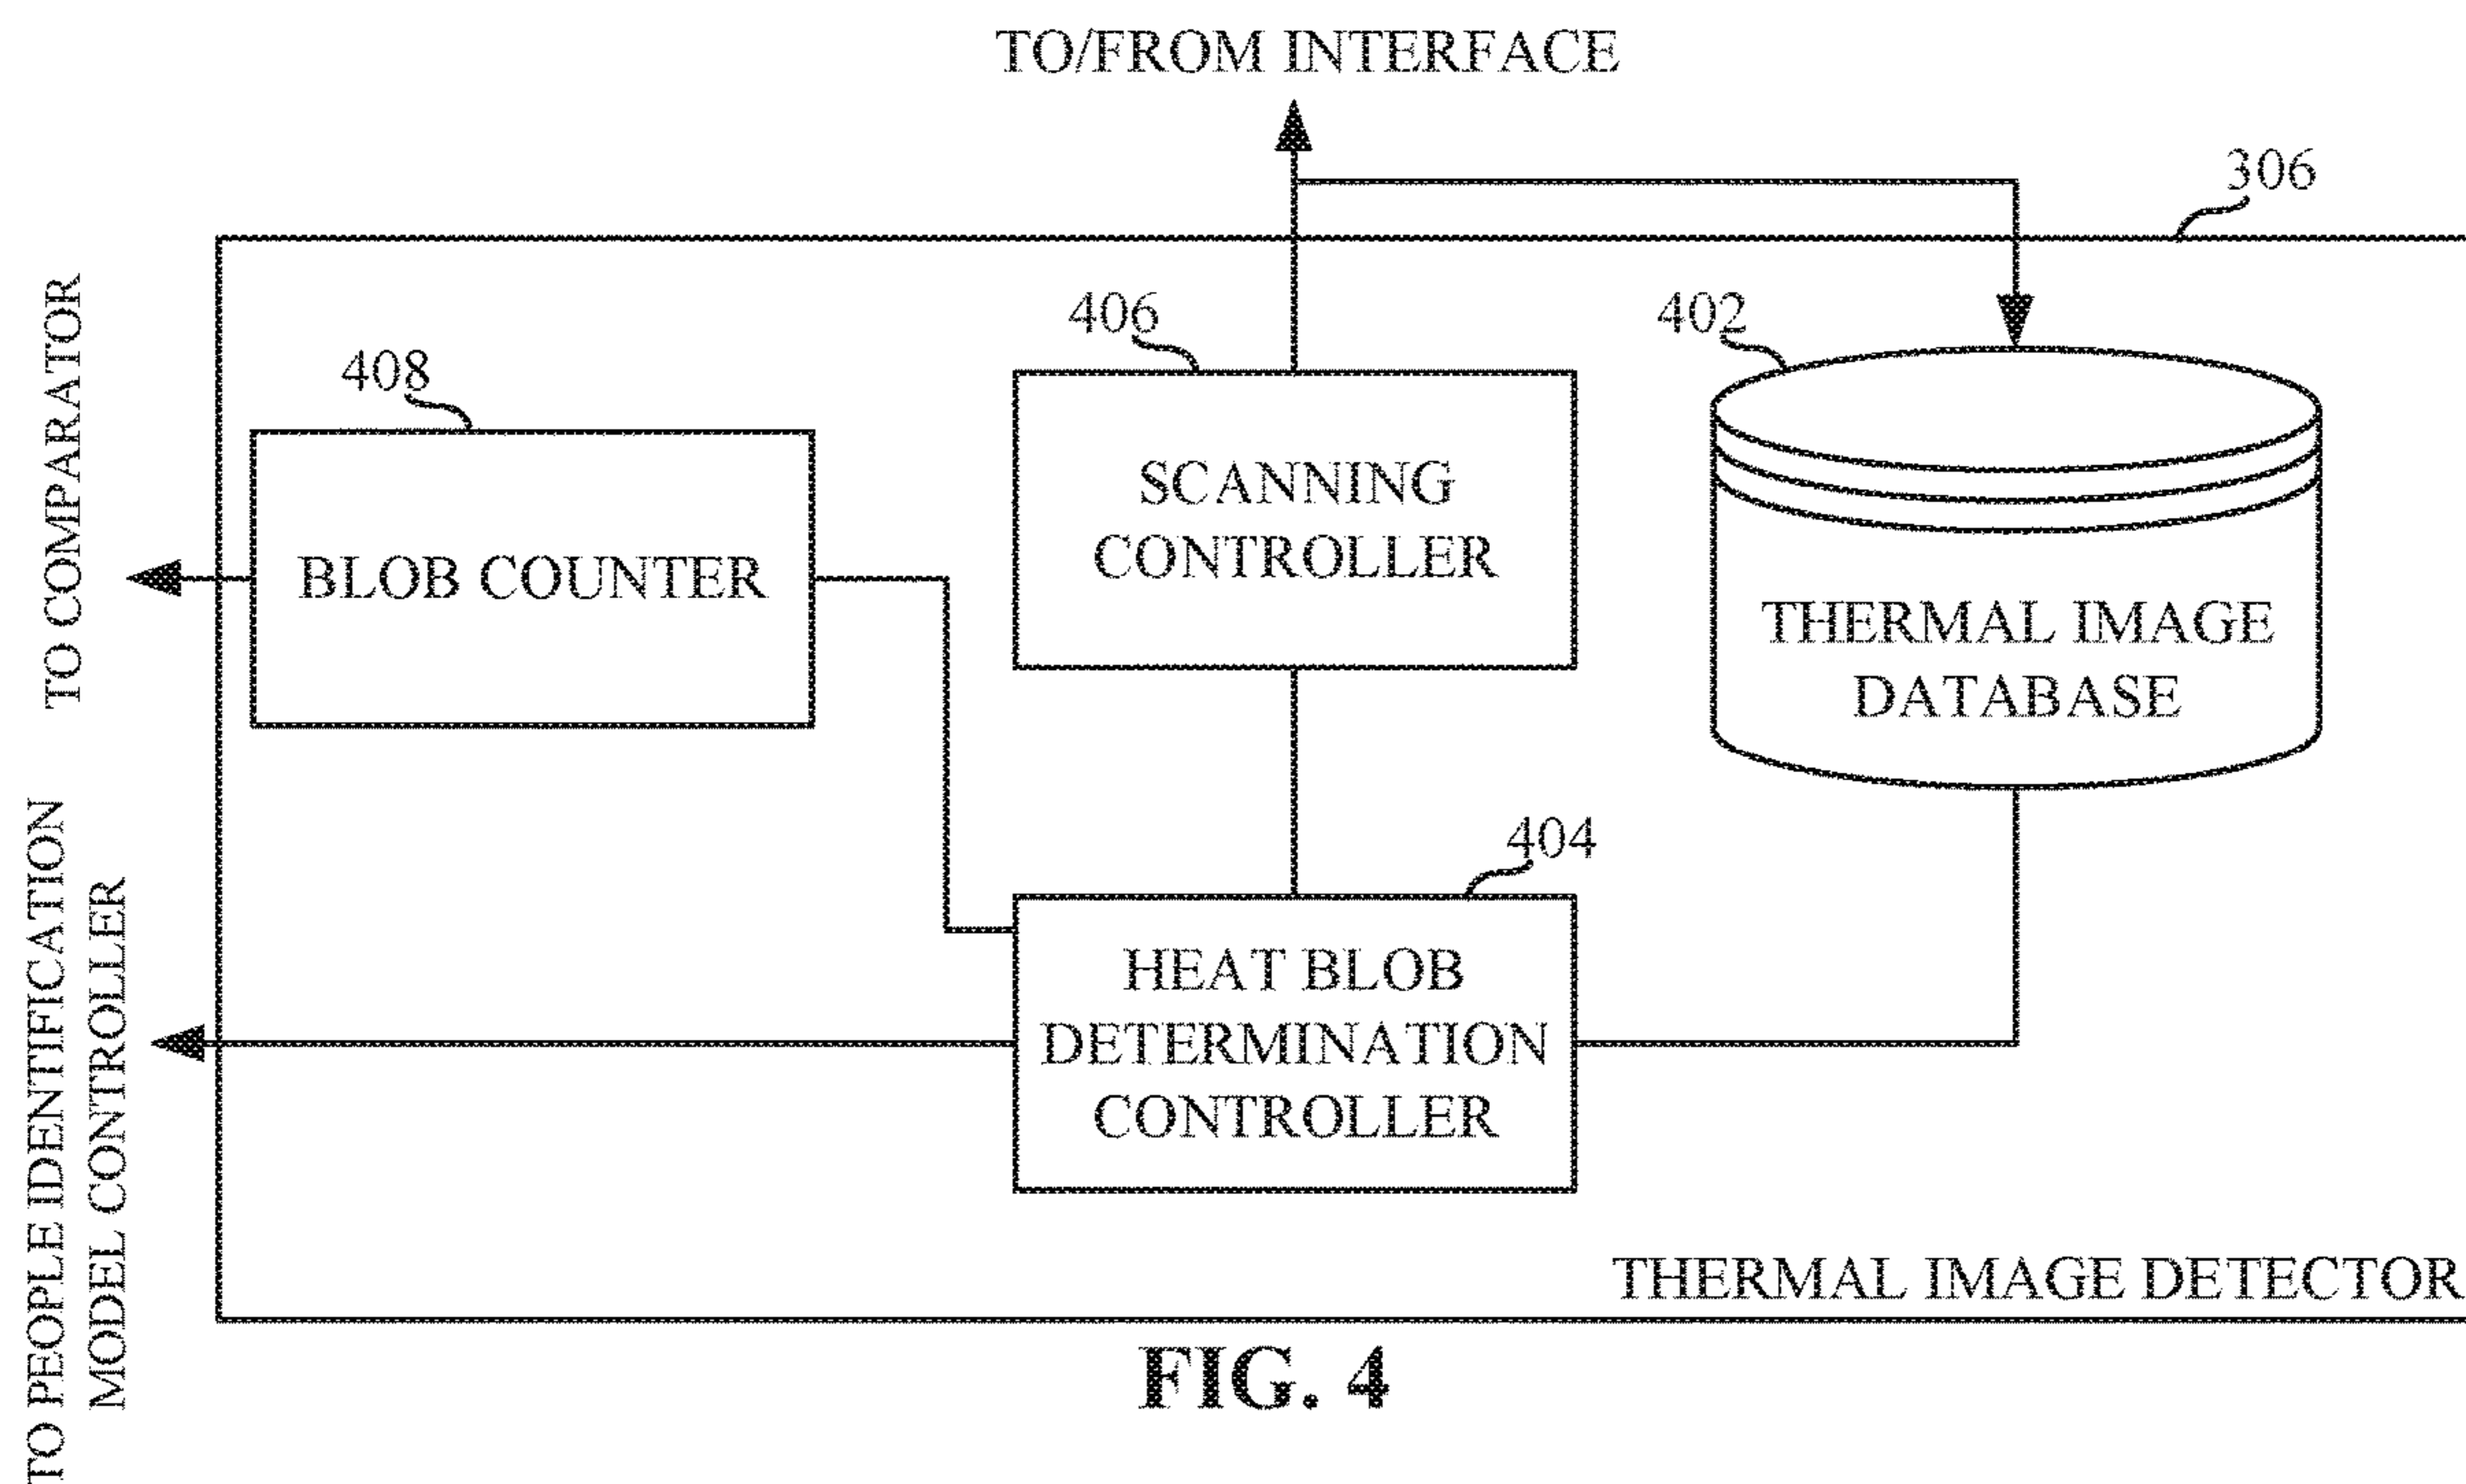 TO/FROM INTERFACE
306
406
402
408
TO COMPARATOR
SCANNING
CONTROLLER
BLOB COUNTER
THERMAL IMAGE
DATABASE
404
TO PEOPLE IDENTIFICATION
MODEL CONTROLLER
HEAT BLOB
DETERMINATION
CONTROLLER
THERMAL IMAGE DETECTOR
FIG. 4